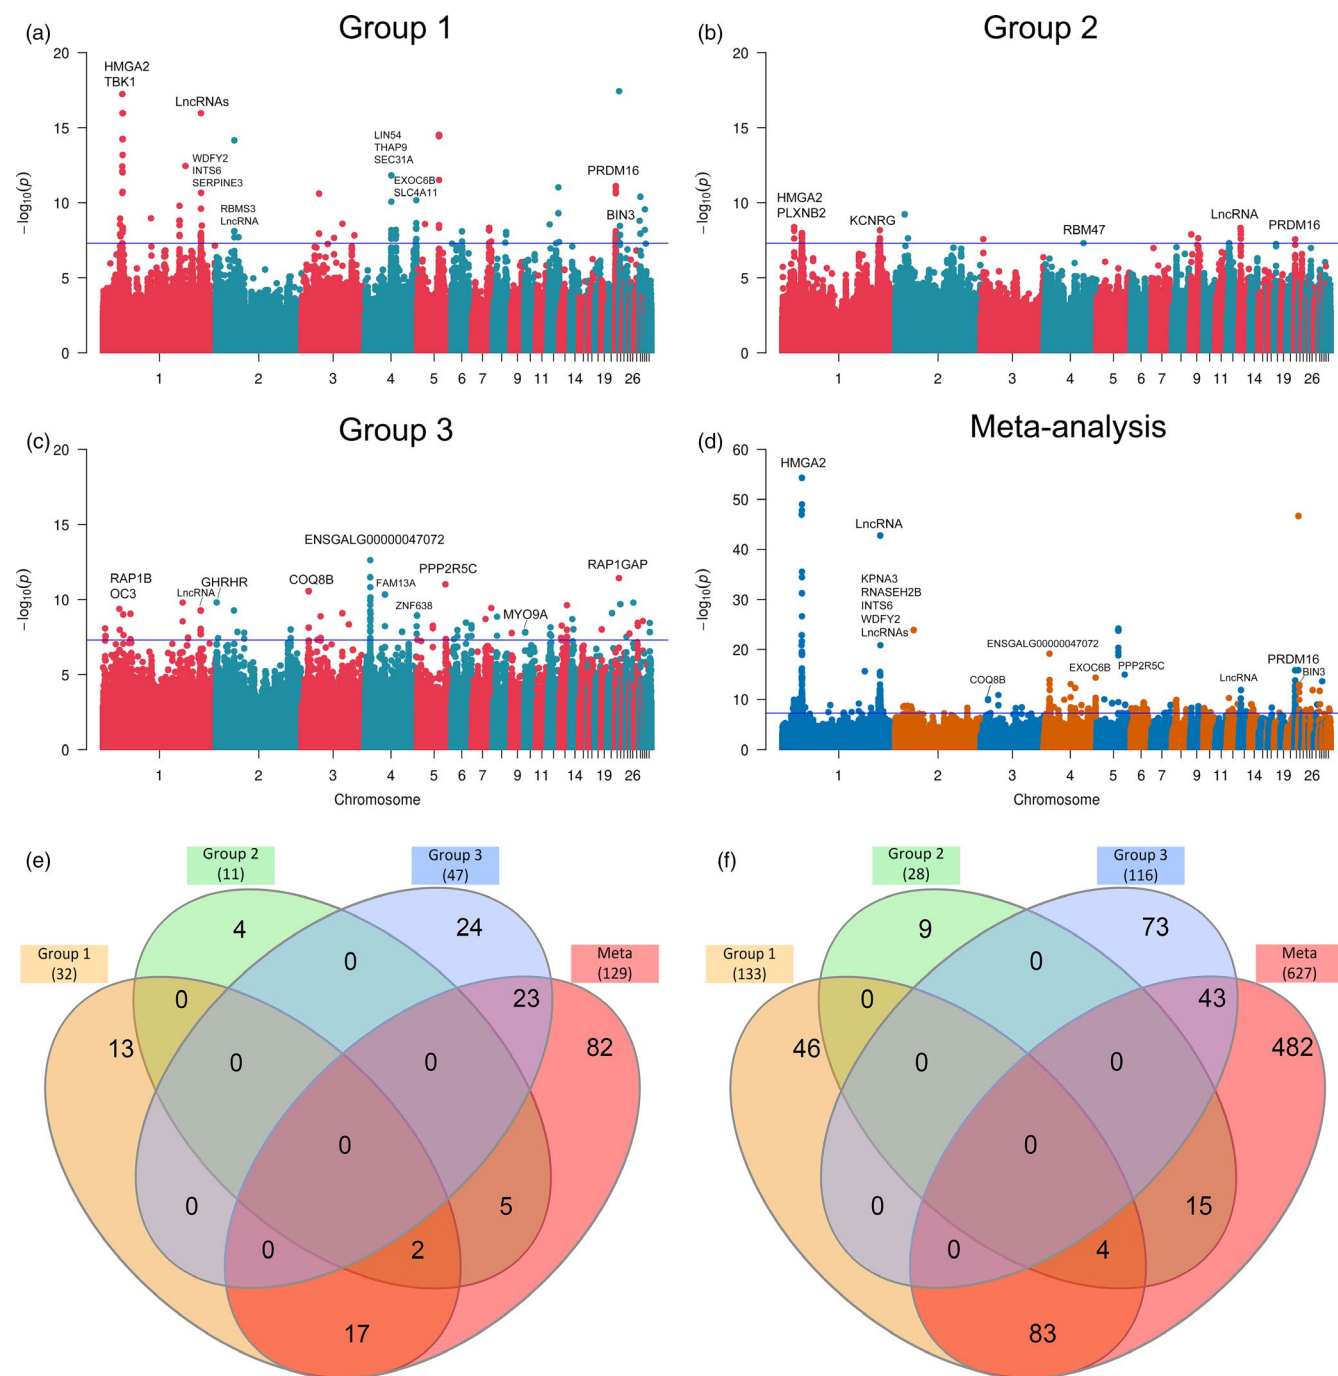 (a)
Group 1
20
15
10
5
0
−log10(p)
HMGA2
TBK1
LncRNAs
WDFY2
INTS6
SERPINE3
RBMS3
LncRNA
LIN54
THAP9
SEC31A
EXOC6B
SLC4A11
PRDM16
BIN3
1 2 3 4 5 6 7 9 11 14 19 26
(b)
Group 2
20
15
10
5
0
−log10(p)
HMGA2
PLXNB2
KCNRG
RBM47
LncRNA
PRDM16
1 2 3 4 5 6 7 9 11 14 19 26
(c)
Group 3
20
15
10
5
0
−log10(p)
RAP1B
OC3
LncRNA
GHRHR
COQ8B
ENSGALG00000047072
FAM13A
ZNF638
PPP2R5C
MYO9A
RAP1GAP
1 2 3 4 5 6 7 9 11 14 19 26
Chromosome
(d)
Meta-analysis
60
50
40
30
20
10
0
−log10(p)
HMGA2
LncRNA
KPNA3
RNASEH2B
INTS6
WDFY2
LncRNAs
COQ8B
ENSGALG00000047072
EXOC6B
PPP2R5C
LncRNA
PRDM16
BIN3
1 2 3 4 5 6 7 9 11 14 19 26
Chromosome
(e)
Group 2
(11)
Group 3
(47)
Group 1
(32)
Meta
(129)
4
24
0
0
23
13
0
0
82
0
0
5
0
2
17
(f)
Group 2
(28)
Group 3
(116)
Group 1
(133)
Meta
(627)
9
73
0
0
43
46
0
0
482
0
0
15
0
4
83